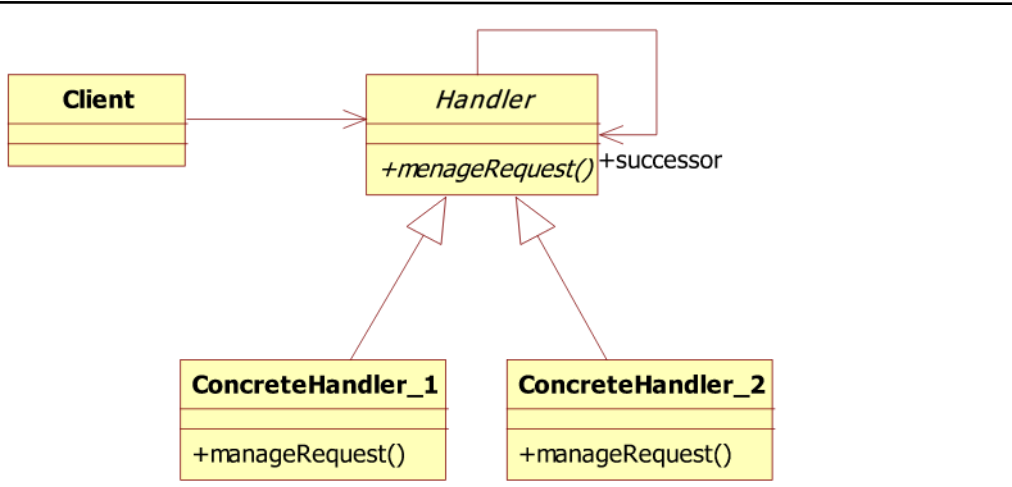 Client
Handler
+menageRequest()
+successor
ConcreteHandler_1
+manageRequest()
ConcreteHandler_2
+manageRequest()